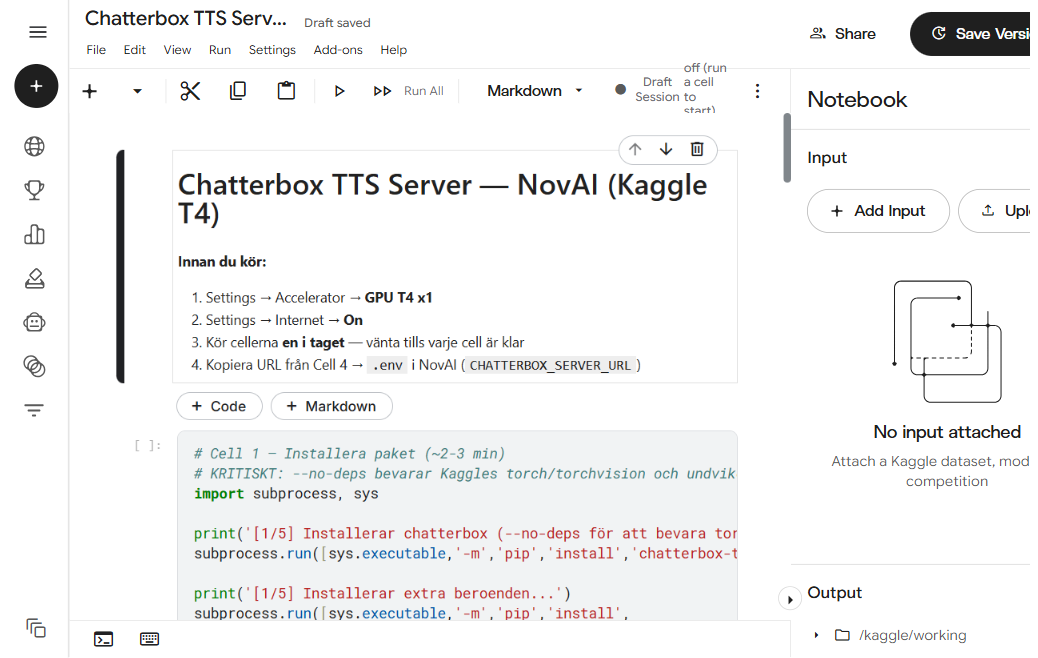 Chatterbox TTS Serv... Draft saved
Share
Save Versi
File Edit View Run Settings Add-ons Help
Run All
Markdown
Draft Session
off (run a cell to start)
Notebook
Input
+ Add Input
Uplo
Chatterbox TTS Server — NovAI (Kaggle
T4)
Innan du kör:
1. Settings → Accelerator → GPU T4 x1
2. Settings → Internet → On
3. Kör cellerna en i taget — vänta tills varje cell är klar
4. Kopiera URL från Cell 4 → .env i NovAI ( CHATTERBOX_SERVER_URL )
+ Code + Markdown
No input attached
Attach a Kaggle dataset, mod
competition
[ ]:
# Cell 1 — Installera paket (~2-3 min)
# KRITISKT: --no-deps bevarar Kaggles torch/torchvision och undvik
import subprocess, sys
print('[1/5] Installerar chatterbox (--no-deps för att bevara tor
subprocess.run([sys.executable,'-m','pip','install','chatterbox-t
print('[1/5] Installerar extra beroenden...')
subprocess.run([sys.executable,'-m','pip','install',
Output
/kaggle/working